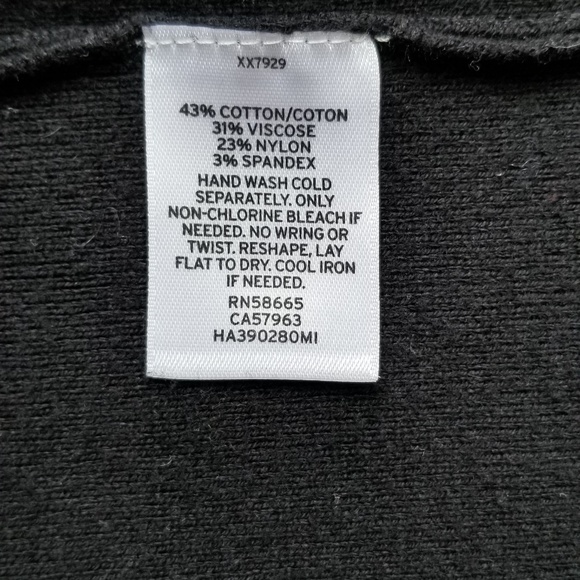 XX7929
43% COTTON/COTON
31% VISCOSE
23% NYLON
3% SPANDEX
HAND WASH COLD
SEPARATELY. ONLY
NON-CHLORINE BLEACH IF
NEEDED. NO WRING OR
TWIST. RESHAPE, LAY
FLAT TO DRY. COOL IRON
IF NEEDED.
RN58665
CA57963
HA390280MI